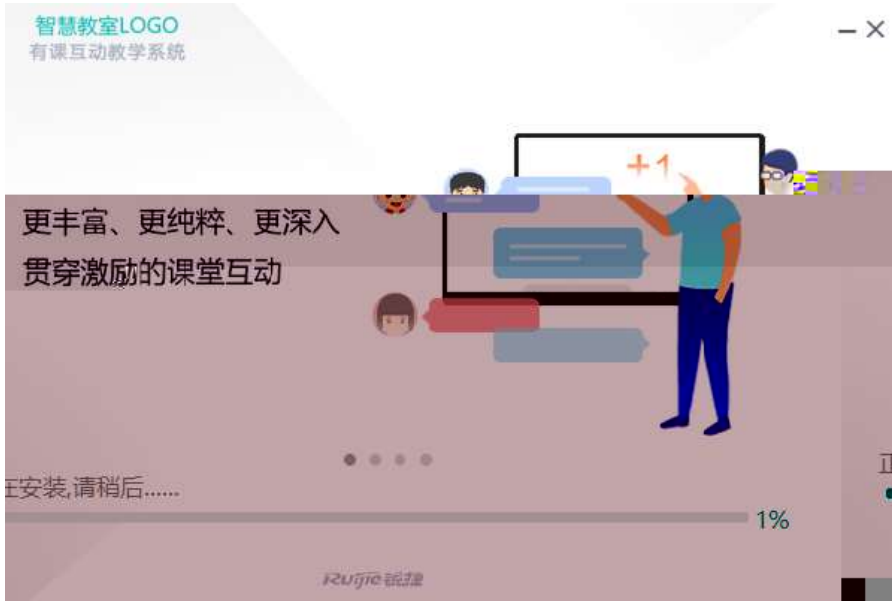 智慧教室LOGO
有课互动教学系统
+1
更丰富、更纯粹、更深入
贯穿激励的课堂互动
正
在安装,请稍后......
1%
Ruijie锐捷